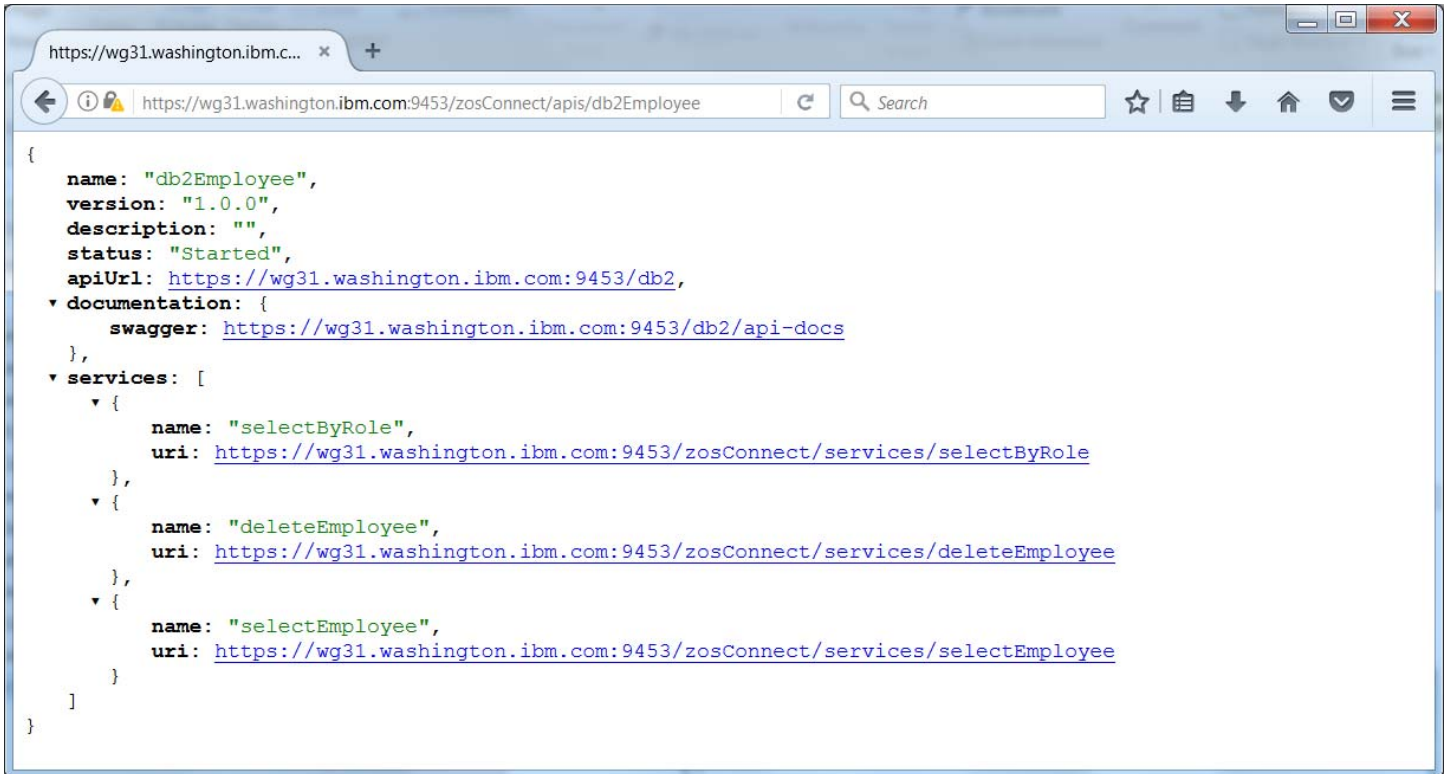 https://wg31.washington.ibm.c... × +
https://wg31.washington.ibm.com:9453/zosConnect/apis/db2Employee Search
{
name: "db2Employee",
version: "1.0.0",
description: "",
status: "Started",
apiUrl: https://wg31.washington.ibm.com:9453/db2,
▼ documentation: {
swagger: https://wg31.washington.ibm.com:9453/db2/api-docs
},
▼ services: [
▼ {
name: "selectByRole",
uri: https://wg31.washington.ibm.com:9453/zosConnect/services/selectByRole
},
▼ {
name: "deleteEmployee",
uri: https://wg31.washington.ibm.com:9453/zosConnect/services/deleteEmployee
},
▼ {
name: "selectEmployee",
uri: https://wg31.washington.ibm.com:9453/zosConnect/services/selectEmployee
}
]
}